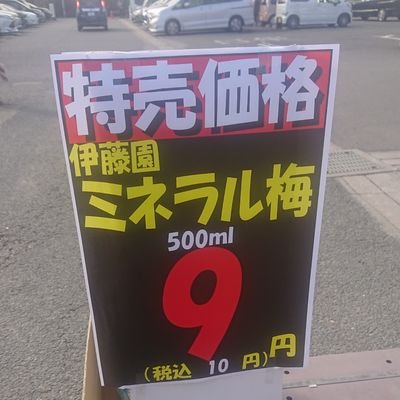 特売価格
伊藤園
ミネラル梅
500ml
9円
(税込 10 円)